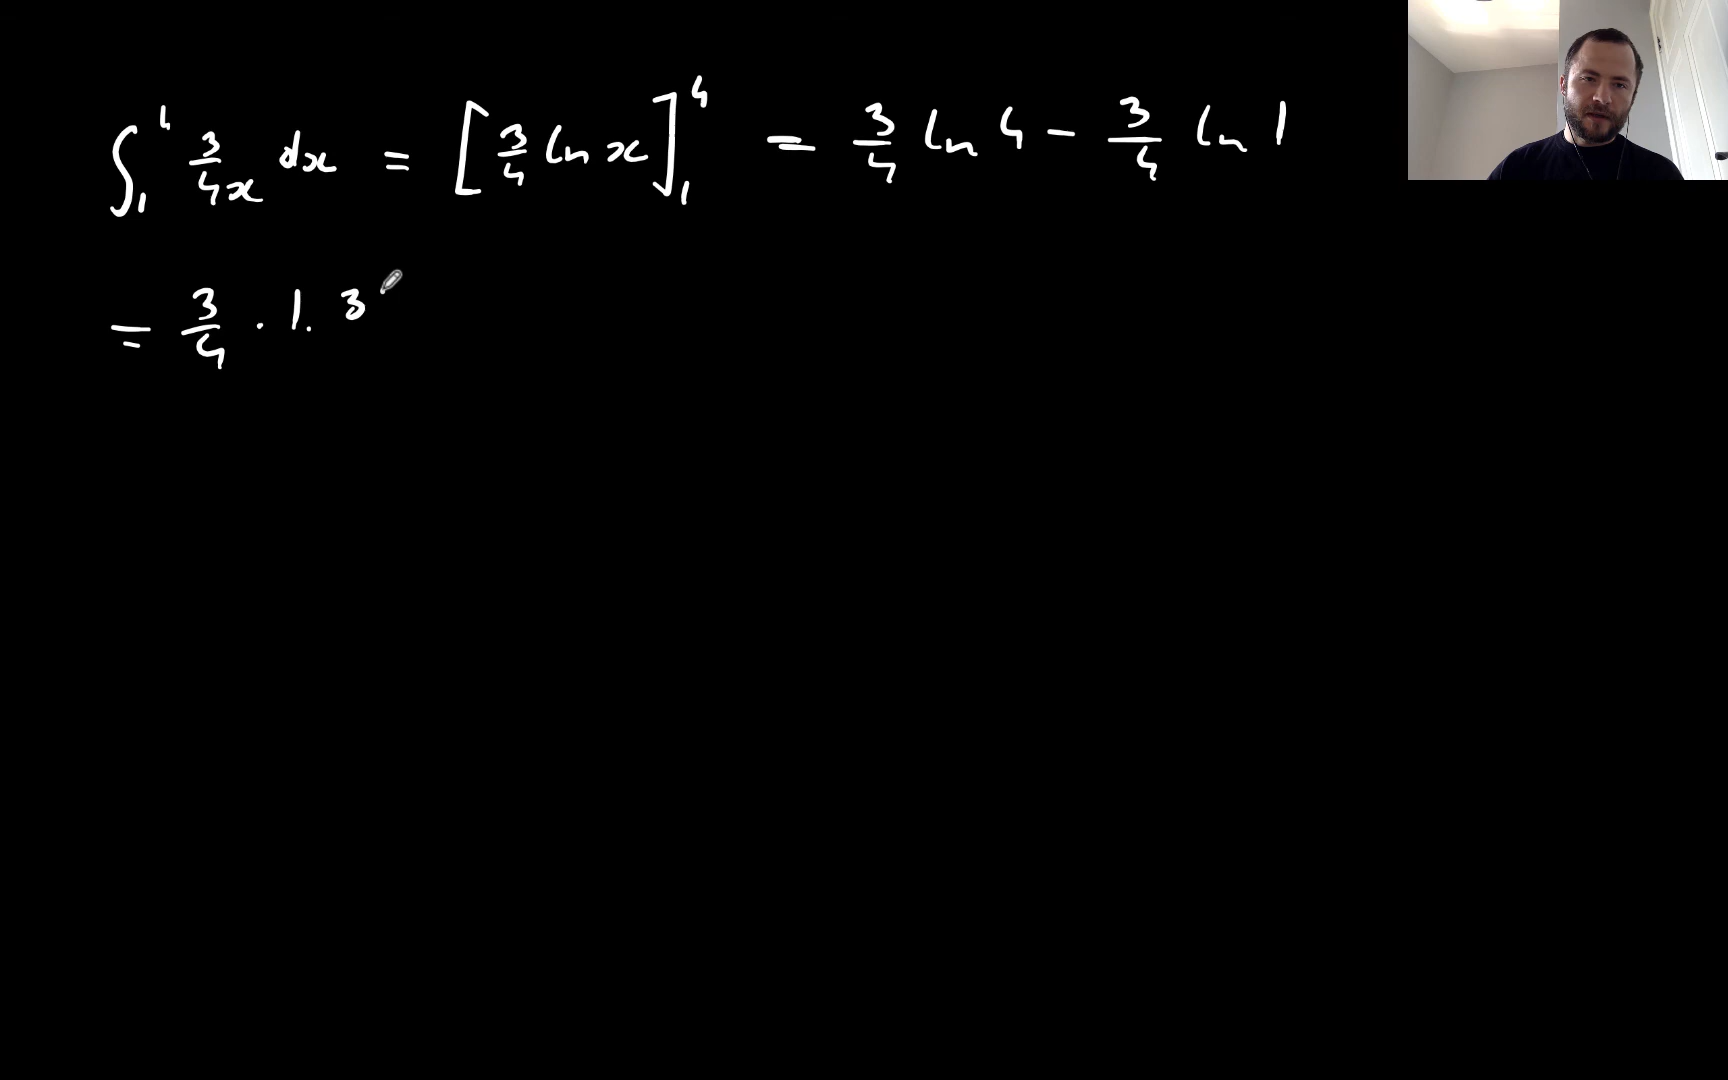 ∫₁⁴ 3/4x dx = [3/4 ln x]₁⁴ = 3/4 ln 4 − 3/4 ln 1
= 3/4 · 1.3